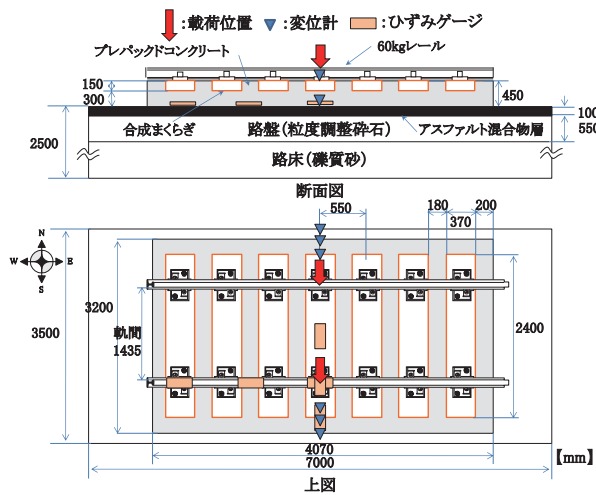 :載荷位置 :変位計 :ひずみゲージ
プレパックドコンクリート
60kgレール
150
300
450
合成まくらぎ
路盤(粒度調整砕石)
アスファルト混合物層
100
550
2500
路床(礫質砂)
断面図
550
180
200
370
N
W
E
S
3500
3200
軌間
1435
2400
4070
7000
【mm】
上図